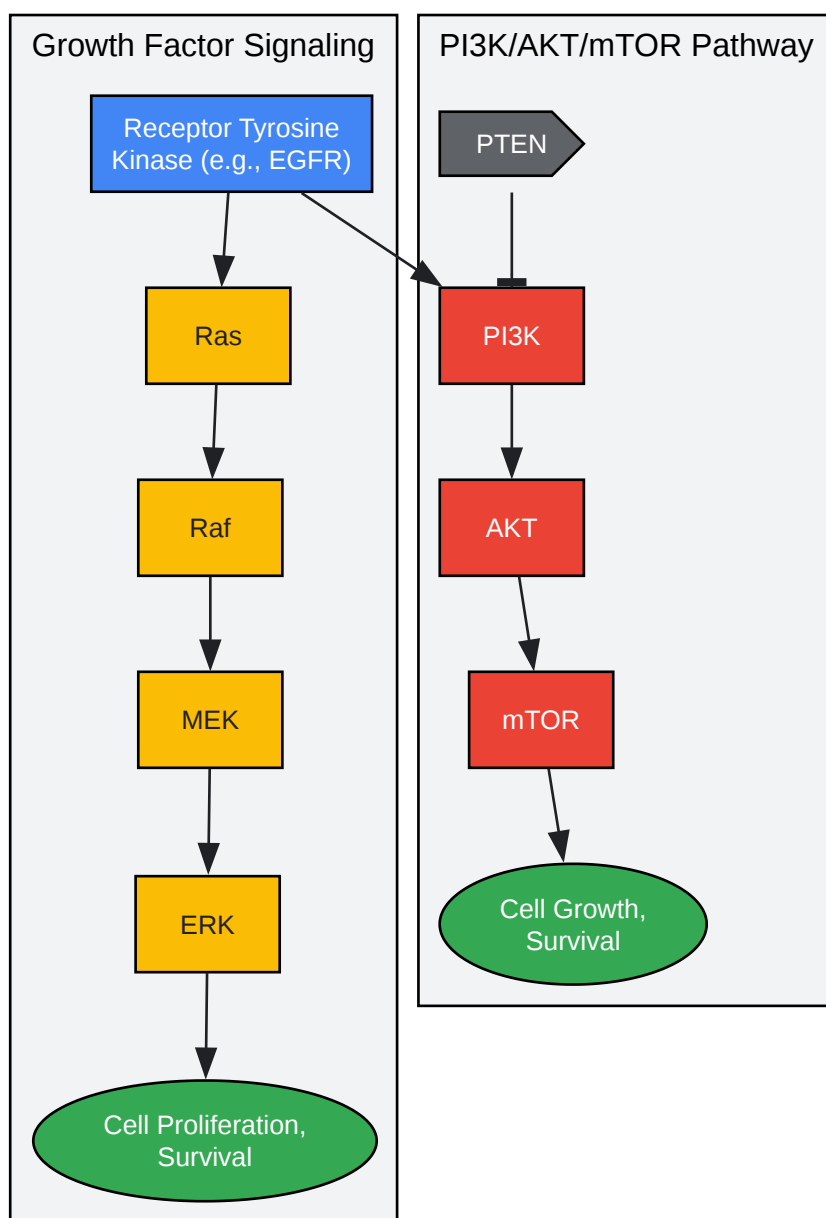 Growth Factor Signaling
Receptor Tyrosine
Kinase (e.g., EGFR)
Ras
Raf
MEK
ERK
Cell Proliferation,
Survival
PI3K/AKT/mTOR Pathway
PTEN
PI3K
AKT
mTOR
Cell Growth,
Survival